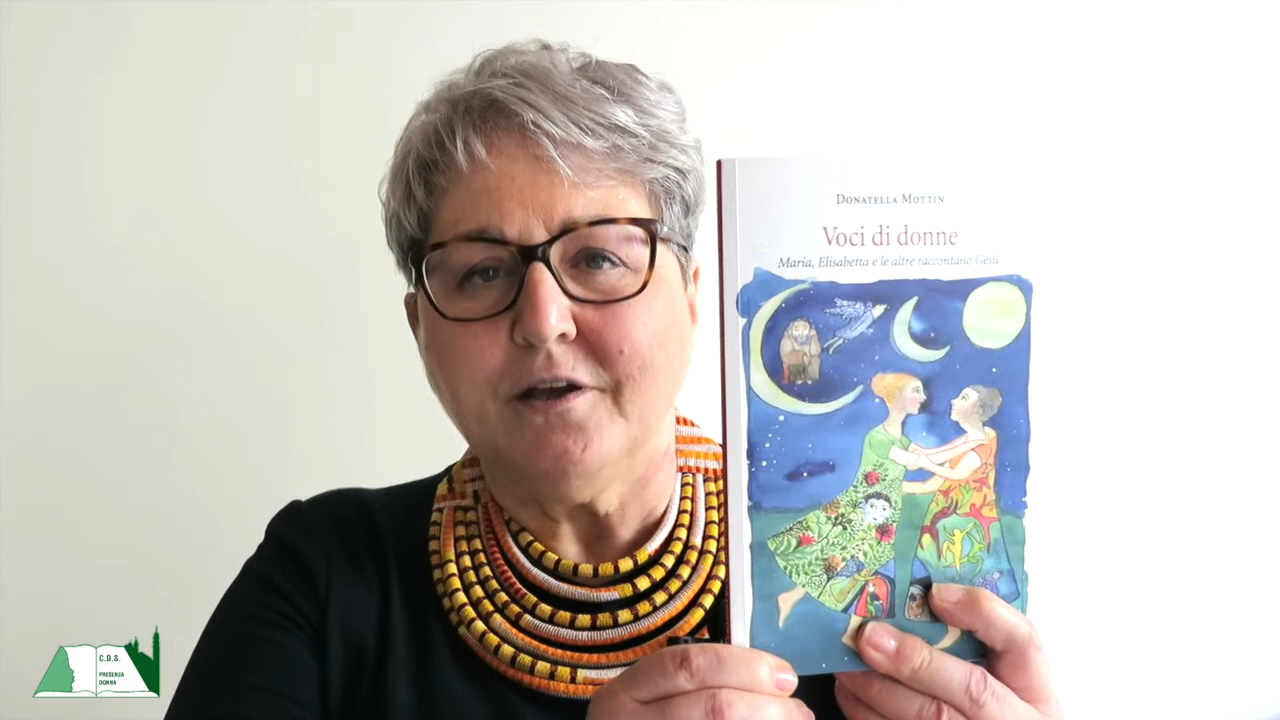 DONATELLA MOTTIN
Voci di donne
Maria, Elisabetta e le altre raccontano Gesù
C.D.S.
PRESENZA
DONNA